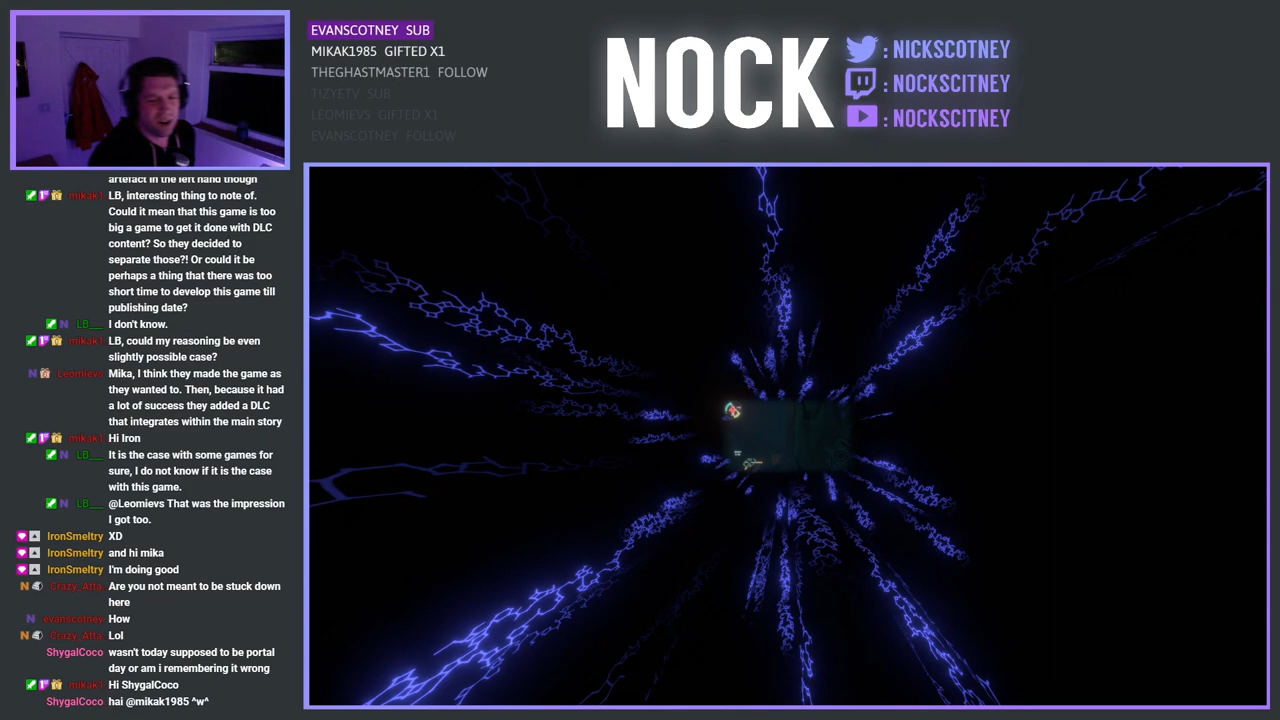 EVANSCOTNEY SUB
MIKAK1985 GIFTED X1
THEGHASTMASTER1 FOLLOW
TIZYETV SUB
LEOMIEVS GIFTED X1
EVANSCOTNEY FOLLOW
NOCK
: NICKSCOTNEY
: NOCKSCITNEY
: NOCKSCITNEY
artefact in the left hand though
mikak1 LB, interesting thing to note of.
Could it mean that this game is too
big a game to get it done with DLC
content? So they decided to
separate those?! Or could it be
perhaps a thing that there was too
short time to develop this game till
publishing date?
LB__ I don't know.
mikak1 LB, could my reasoning be even
slightly possible case?
Leomievs Mika, I think they made the game as
they wanted to. Then, because it had
a lot of success they added a DLC
that integrates within the main story
mikak1 Hi Iron
LB__ It is the case with some games for
sure, I do not know if it is the case
with this game.
LB__ @Leomievs That was the impression
I got too.
IronSmeltry XD
IronSmeltry and hi mika
IronSmeltry I'm doing good
Crazy_Atta Are you not meant to be stuck down
here
evanscotney How
Crazy_Atta Lol
ShygalCoco wasn't today supposed to be portal
day or am i remembering it wrong
mikak1 Hi ShygalCoco
ShygalCoco hai @mikak1985 ^w^